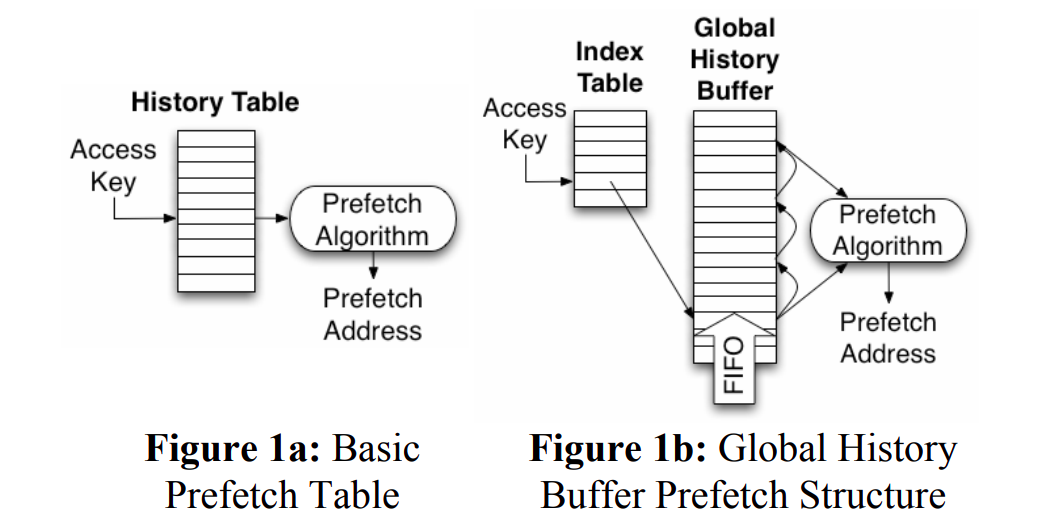 History Table
Access
Key
Prefetch
Algorithm
Prefetch
Address
Figure 1a: Basic
Prefetch Table
Index
Table
Global
History
Buffer
Access
Key
Prefetch
Algorithm
Prefetch
Address
FIFO
Figure 1b: Global History
Buffer Prefetch Structure